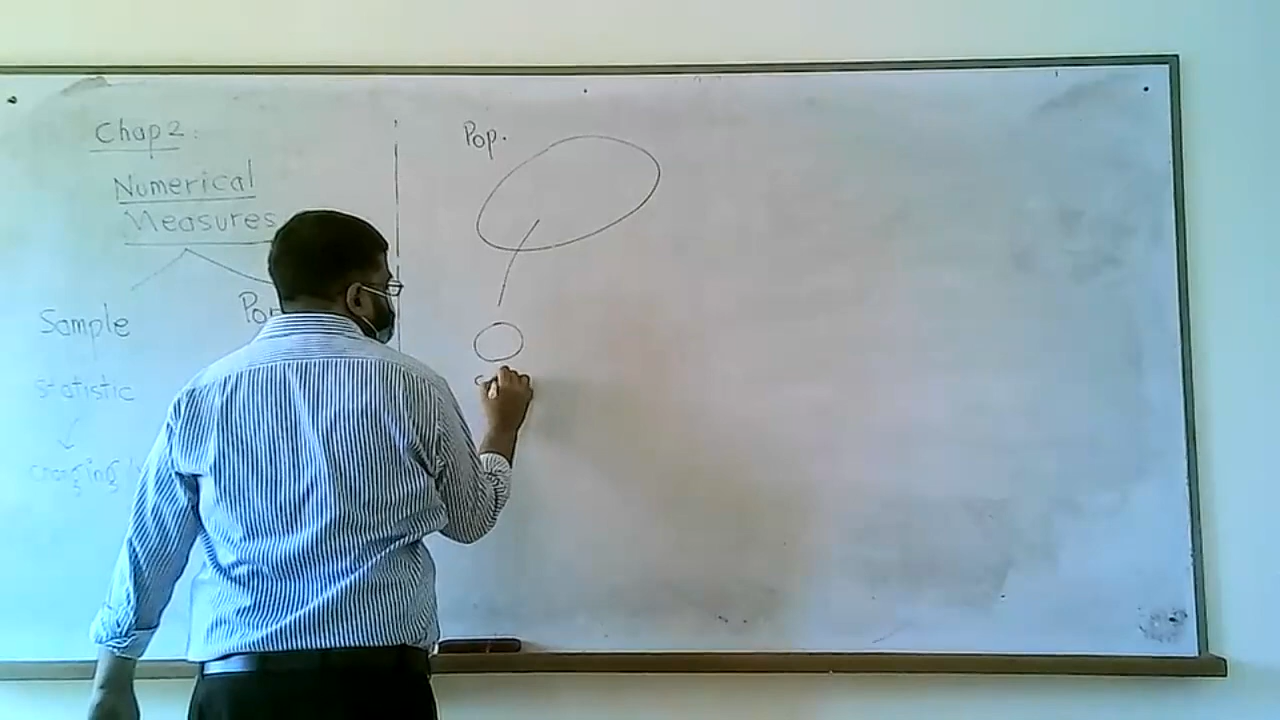 Chap 2.
Numerical
Measures
Sample
Statistic
Pop.